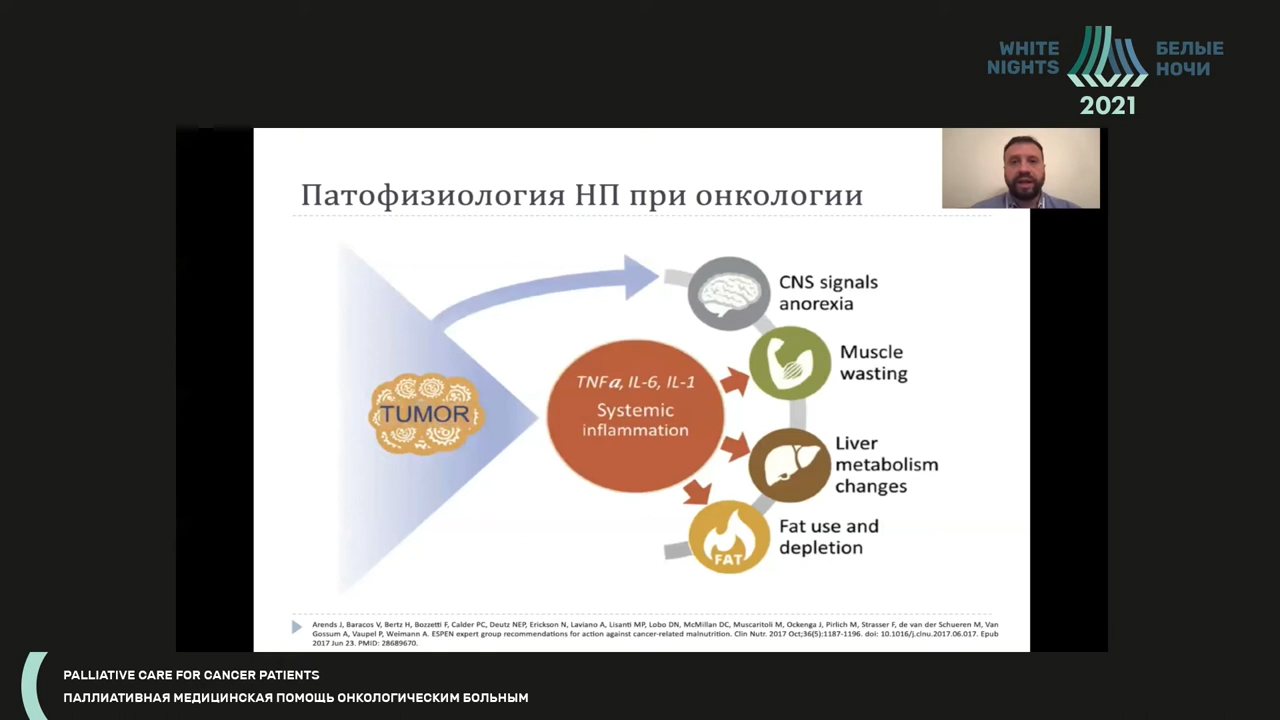 WHITE
NIGHTS
БЕЛЫЕ
НОЧИ
2021
Патофизиология НП при онкологии
CNS signals
anorexia
TUMOR
TNFα, IL-6, IL-1
Systemic
inflammation
Muscle
wasting
Liver
metabolism
changes
Fat use and
depletion
FAT
Arends J, Baracos V, Bertz H, Bozzetti F, Calder PC, Deutz NEP, Erickson N, Laviano A, Lisanti MP, Lobo DN, McMillan DC, Muscaritoli M, Ockenga J, Pirlich M, Strasser F, de van der Schueren M, Van
Gossum A, Vaupel P, Weimann A. ESPEN expert group recommendations for action against cancer-related malnutrition. Clin Nutr. 2017 Oct;36(5):1187-1196. doi: 10.1016/j.clnu.2017.06.017. Epub
2017 Jun 23. PMID: 28689670.
PALLIATIVE CARE FOR CANCER PATIENTS
ПАЛЛИАТИВНАЯ МЕДИЦИНСКАЯ ПОМОЩЬ ОНКОЛОГИЧЕСКИМ БОЛЬНЫМ